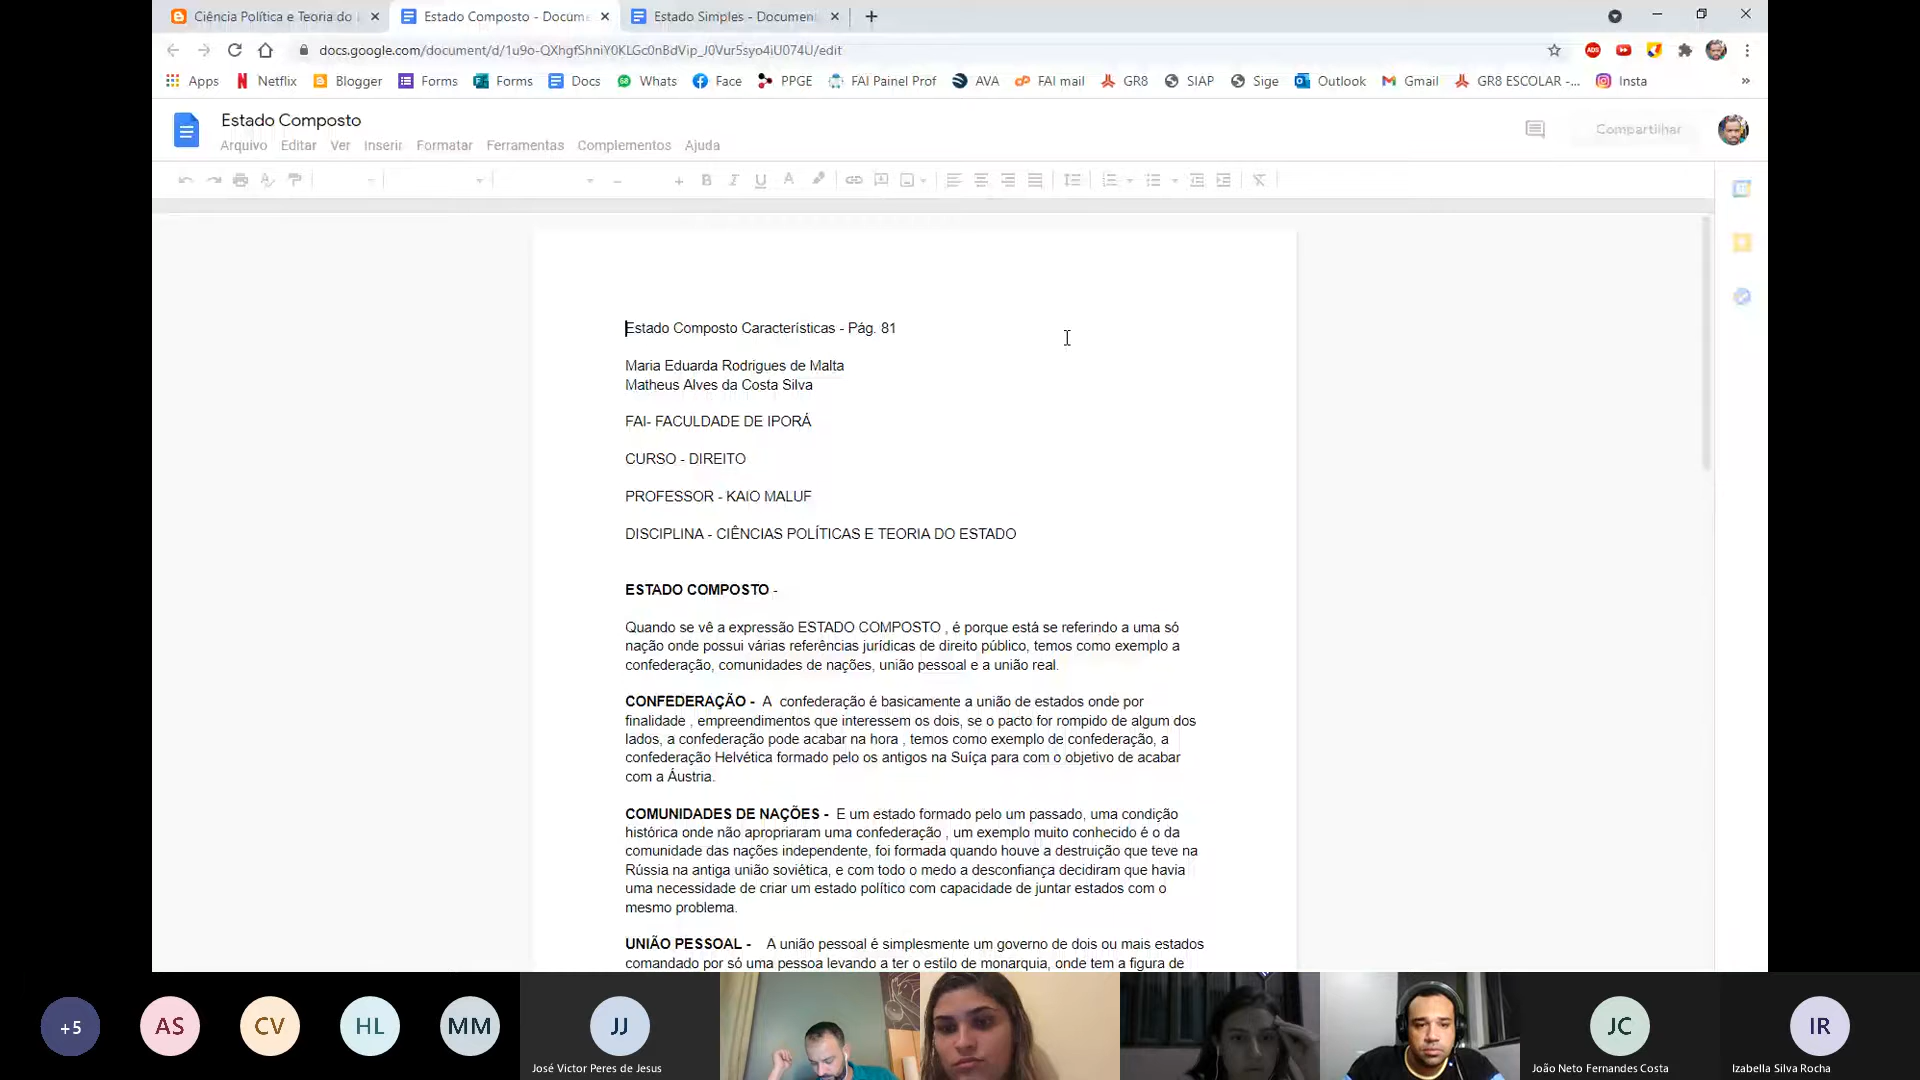 Ciência Política e Teoria do
Estado Composto - Docume
Estado Simples - Document
docs.google.com/document/d/1u9o-QXhgfShniY0KLGc0nBdVip_J0Vur5syo4iU074U/edit
Apps
Netflix
Blogger
Forms
Forms
Docs
Whats
Face
PPGE
FAI Painel Prof
AVA
FAI mail
GR8
SIAP
Sige
Outlook
Gmail
GR8 ESCOLAR -...
Insta
»
Estado Composto
Compartilhar
Arquivo Editar Ver Inserir Formatar Ferramentas Complementos Ajuda
Estado Composto Características - Pág. 81
Maria Eduarda Rodrigues de Malta
Matheus Alves da Costa Silva
FAI- FACULDADE DE IPORÁ
CURSO - DIREITO
PROFESSOR - KAIO MALUF
DISCIPLINA - CIÊNCIAS POLÍTICAS E TEORIA DO ESTADO
ESTADO COMPOSTO -
Quando se vê a expressão ESTADO COMPOSTO , é porque está se referindo a uma só
nação onde possui várias referências jurídicas de direito público, temos como exemplo a
confederação, comunidades de nações, união pessoal e a união real.
CONFEDERAÇÃO - A confederação é basicamente a união de estados onde por
finalidade , empreendimentos que interessem os dois, se o pacto for rompido de algum dos
lados, a confederação pode acabar na hora , temos como exemplo de confederação, a
confederação Helvética formado pelo os antigos na Suíça para com o objetivo de acabar
com a Áustria.
COMUNIDADES DE NAÇÕES - E um estado formado pelo um passado, uma condição
histórica onde não apropriaram uma confederação , um exemplo muito conhecido é o da
comunidade das nações independente, foi formada quando houve a destruição que teve na
Rússia na antiga união soviética, e com todo o medo a desconfiança decidiram que havia
uma necessidade de criar um estado político com capacidade de juntar estados com o
mesmo problema.
UNIÃO PESSOAL - A união pessoal é simplesmente um governo de dois ou mais estados
comandado por só uma pessoa levando a ter o estilo de monarquia, onde tem a figura de
+5
AS
CV
HL
MM
JJ
JC
IR
José Victor Peres de Jesus
João Neto Fernandes Costa
Izabella Silva Rocha